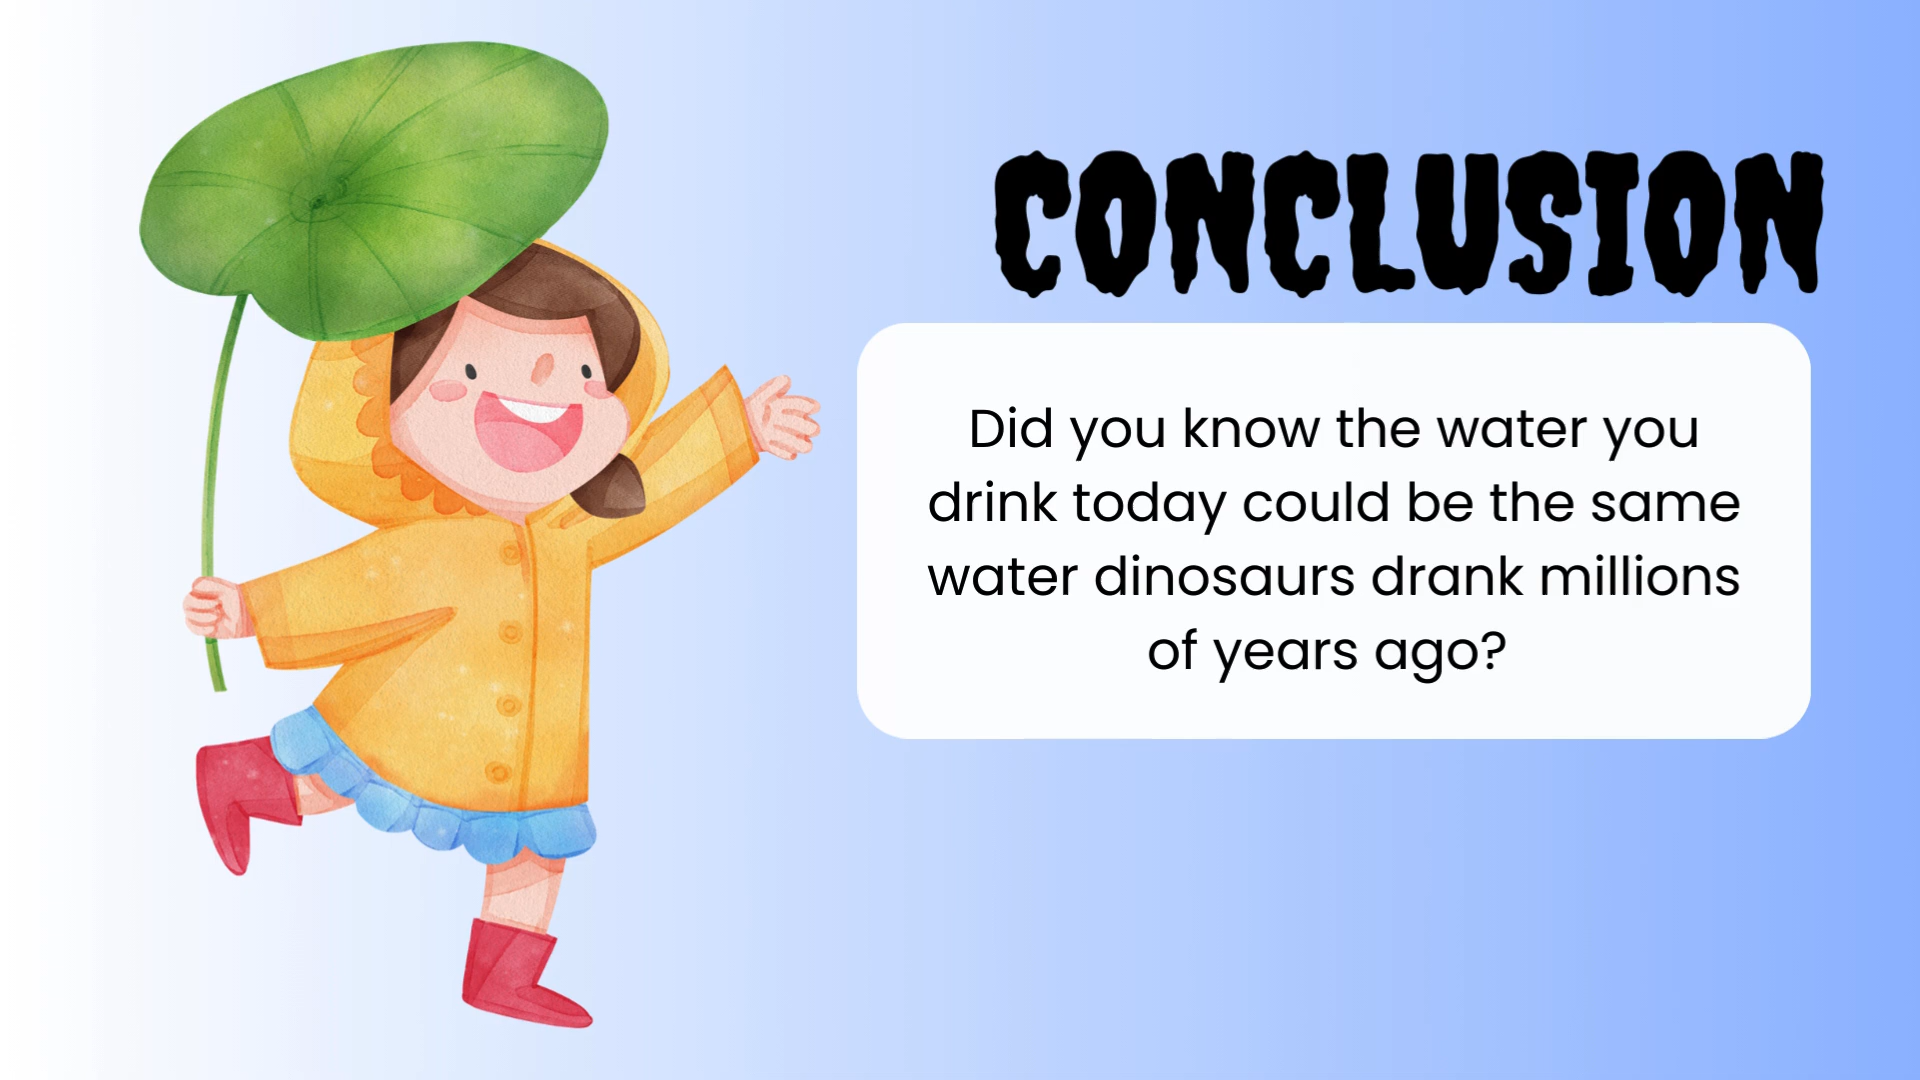 CONCLUSION
Did you know the water you
drink today could be the same
water dinosaurs drank millions
of years ago?